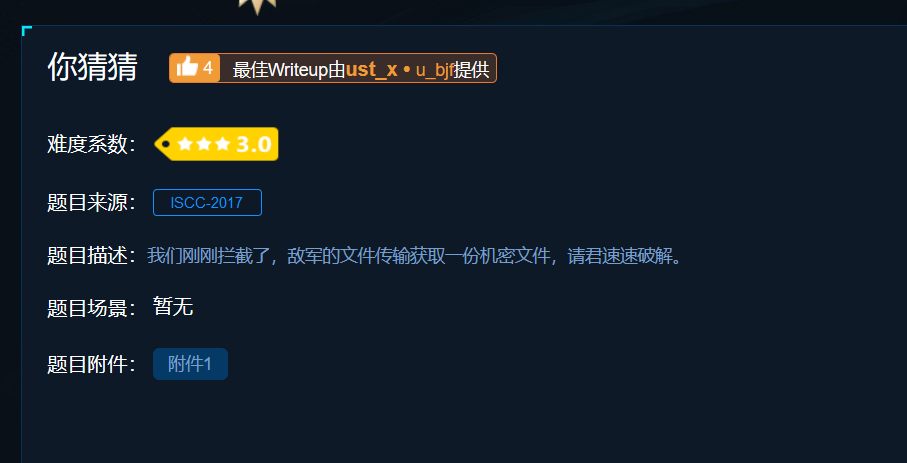 你猜猜 4 最佳Writeup由ust_x • u_bjf提供
难度系数： 3.0
题目来源： ISCC-2017
题目描述：我们刚刚拦截了，敌军的文件传输获取一份机密文件，请君速速破解。
题目场景： 暂无
题目附件： 附件1